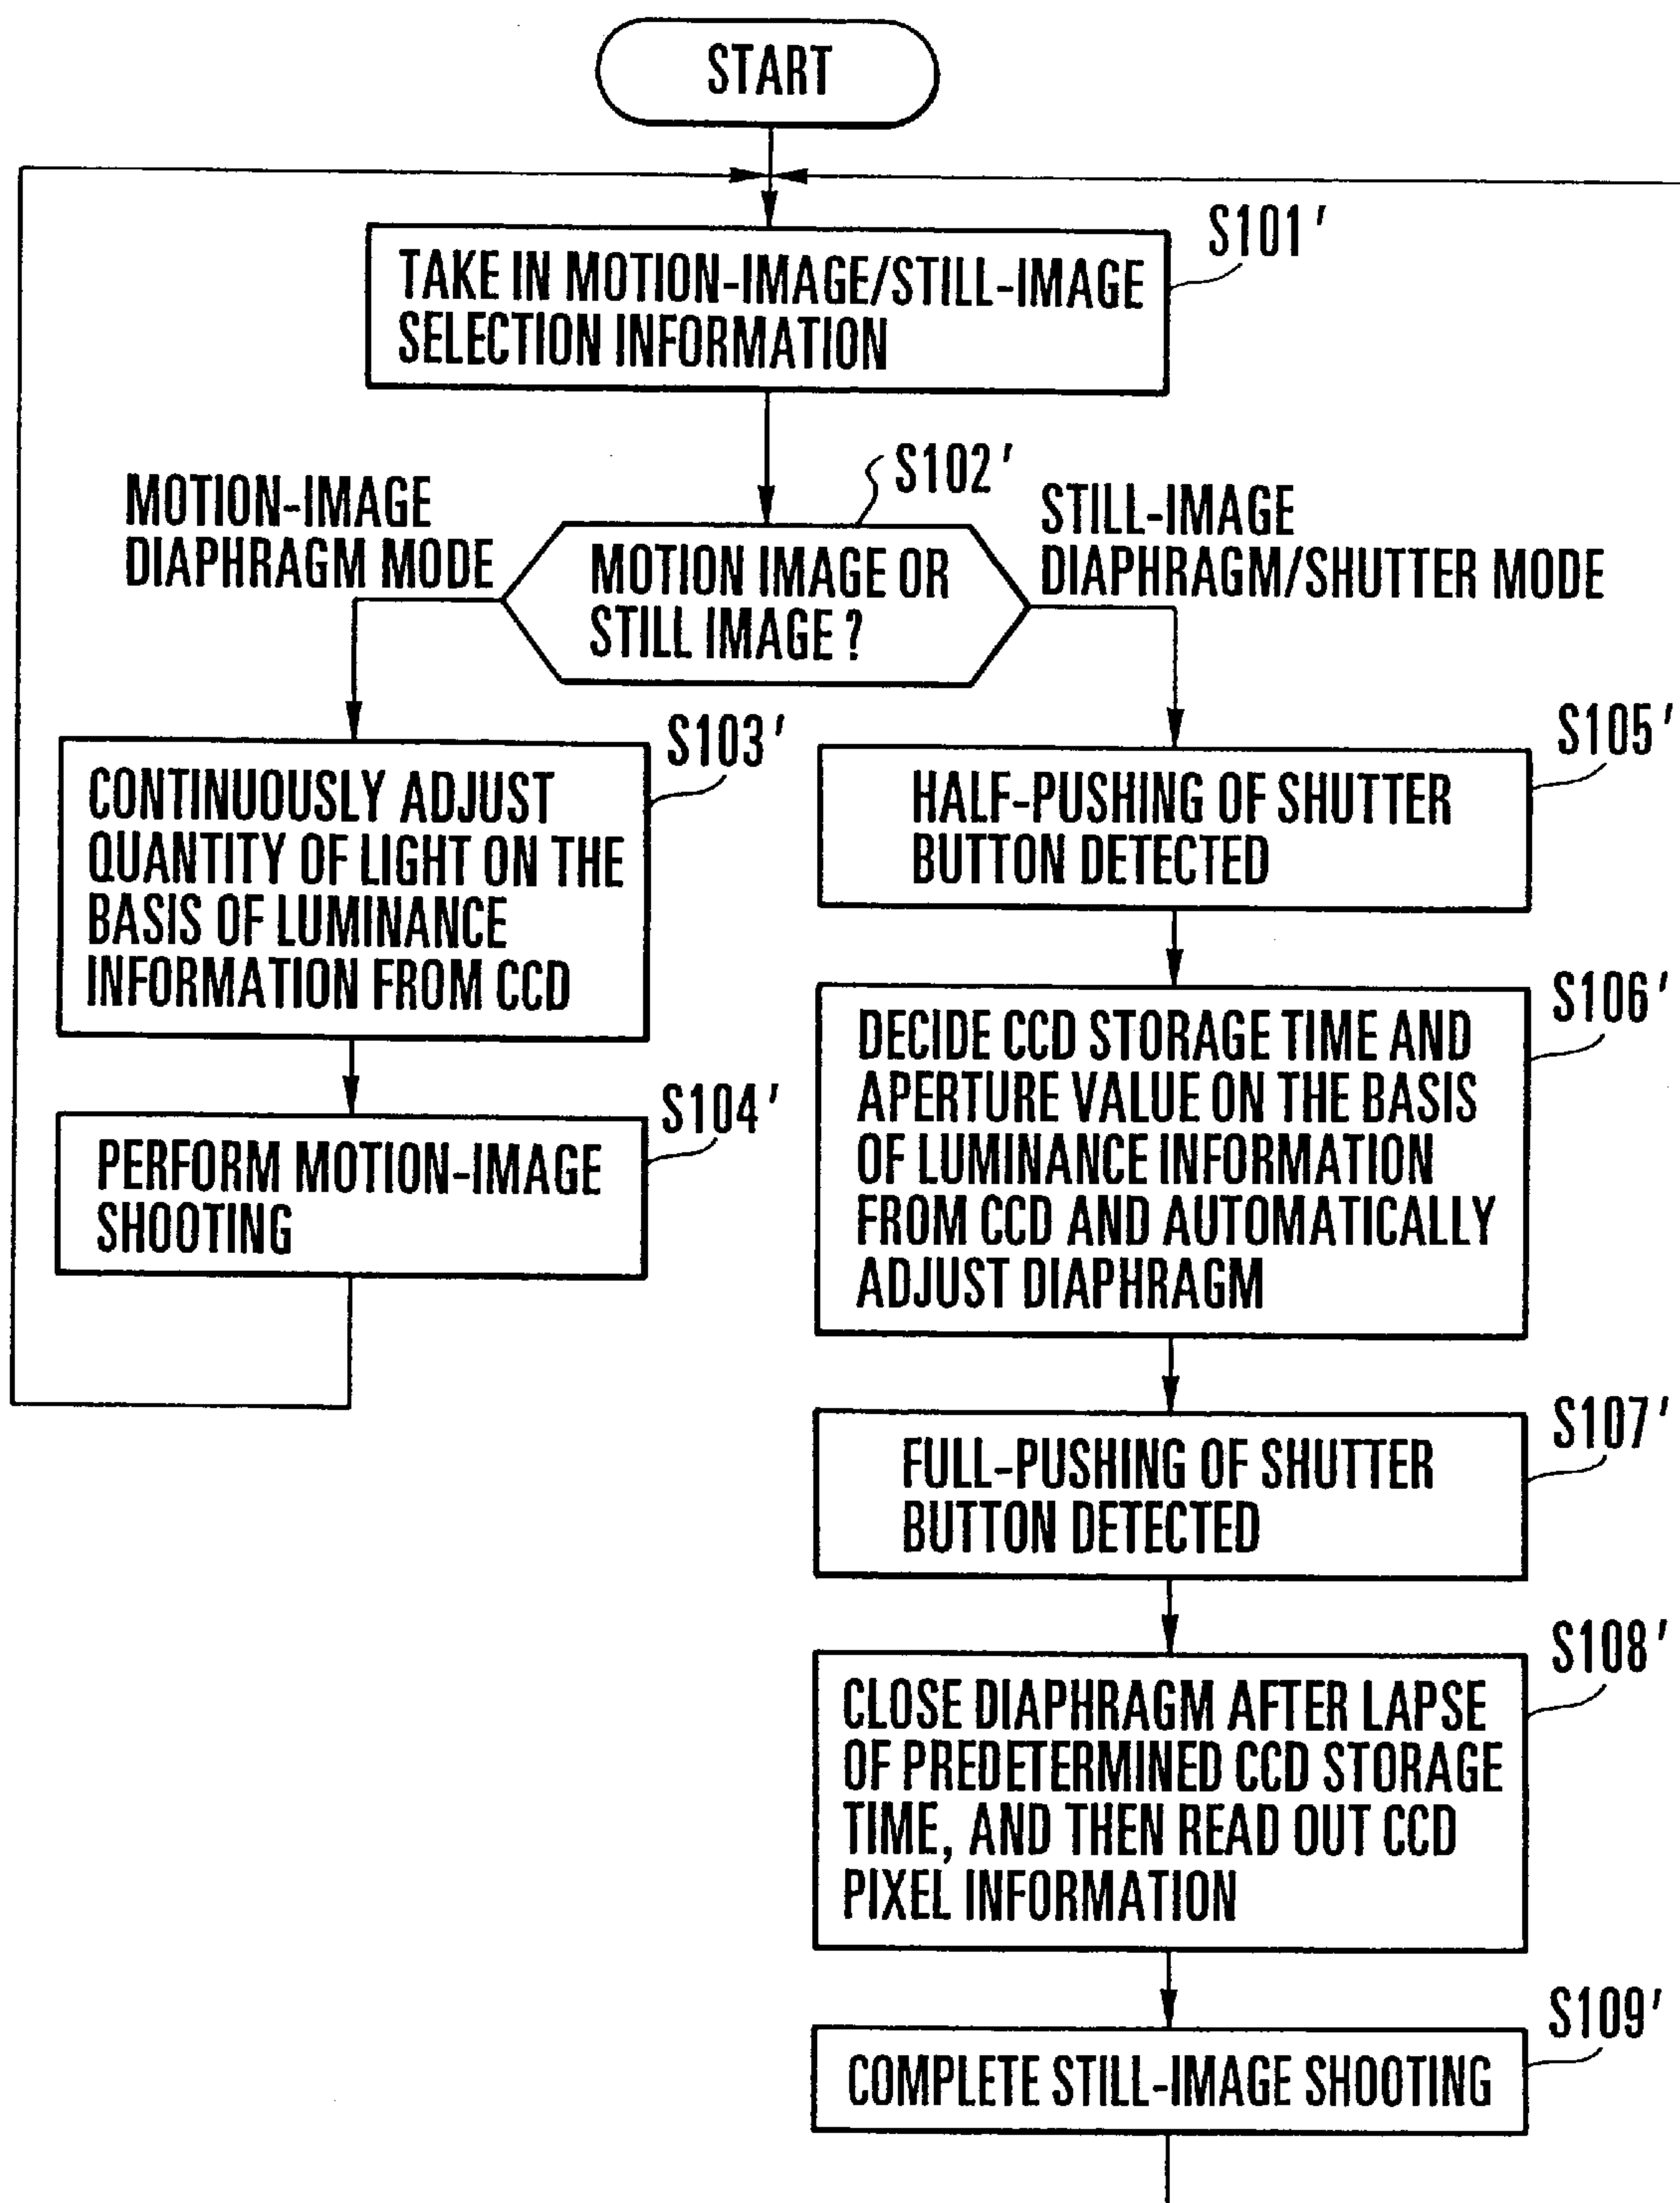 START
S101'
TAKE IN MOTION-IMAGE/STILL-IMAGE
SELECTION INFORMATION
S102'
MOTION-IMAGE
DIAPHRAGM MODE
STILL-IMAGE
DIAPHRAGM/SHUTTER MODE
MOTION IMAGE OR
STILL IMAGE ?
S103'
CONTINUOUSLY ADJUST
QUANTITY OF LIGHT ON THE
BASIS OF LUMINANCE
INFORMATION FROM CCD
S104'
PERFORM MOTION-IMAGE
SHOOTING
S105'
HALF-PUSHING OF SHUTTER
BUTTON DETECTED
S106'
DECIDE CCD STORAGE TIME AND
APERTURE VALUE ON THE BASIS
OF LUMINANCE INFORMATION
FROM CCD AND AUTOMATICALLY
ADJUST DIAPHRAGM
S107'
FULL-PUSHING OF SHUTTER
BUTTON DETECTED
S108'
CLOSE DIAPHRAGM AFTER LAPSE
OF PREDETERMINED CCD STORAGE
TIME, AND THEN READ OUT CCD
PIXEL INFORMATION
S109'
COMPLETE STILL-IMAGE SHOOTING